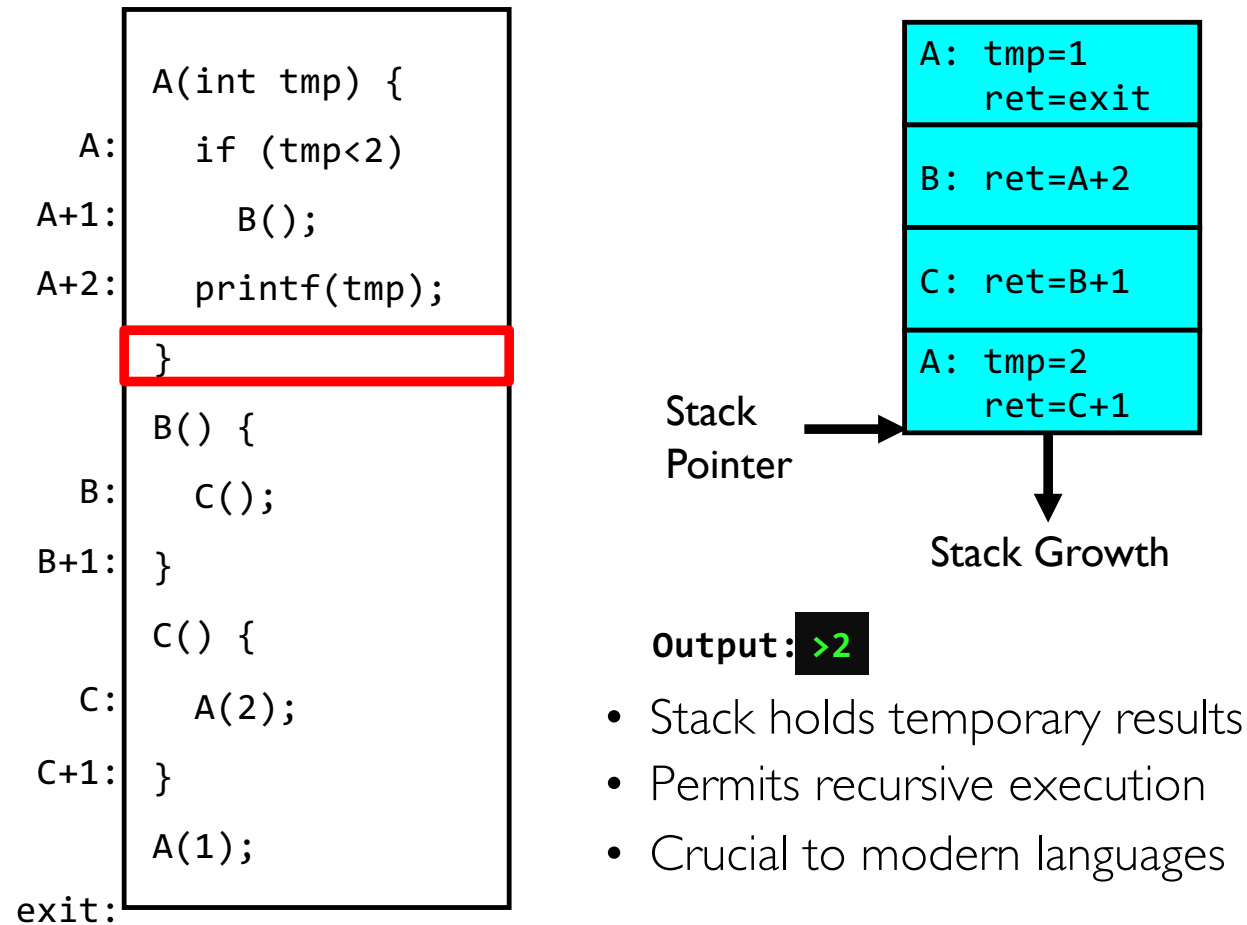 A(int tmp) {
A: if (tmp<2)
A+1: B();
A+2: printf(tmp);
}
B() {
B: C();
B+1: }
C() {
C: A(2);
C+1: }
A(1);
exit:
A: tmp=1
ret=exit
B: ret=A+2
C: ret=B+1
A: tmp=2
ret=C+1
Stack
Pointer
Stack Growth
Output: >2
• Stack holds temporary results
• Permits recursive execution
• Crucial to modern languages